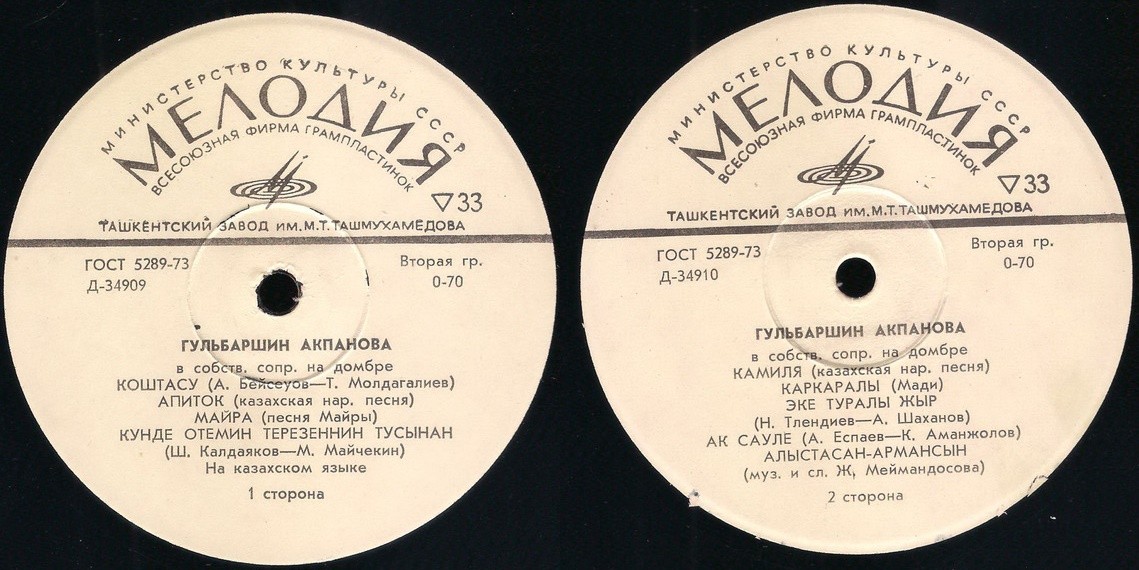 МИНИСТЕРСТВО КУЛЬТУРЫ СССР
МЕЛОДИЯ
ВСЕСОЮЗНАЯ ФИРМА ГРАМПЛАСТИНОК
▽33
ТАШКЕНТСКИЙ ЗАВОД ИМ. М.Т. ТАШМУХАМЕДОВА
ГОСТ 5289-73
Д-34909
Вторая гр.
0-70
ГУЛЬБАРШИН АКПАНОВА
в собств. сопр. на домбре
КОШТАСУ (А. Бейсеуов—Т. Молдагалиев)
АПИТОК (казахская нар. песня)
МАЙРА (песня Майры)
КУНДЕ ОТЕМИН ТЕРЕЗЕННИН ТУСЫНАН
(Ш. Калдаяков—М. Майчекин)
На казахском языке
1 сторона
МИНИСТЕРСТВО КУЛЬТУРЫ СССР
МЕЛОДИЯ
ВСЕСОЮЗНАЯ ФИРМА ГРАМПЛАСТИНОК
▽33
ТАШКЕНТСКИЙ ЗАВОД ИМ. М.Т. ТАШМУХАМЕДОВА
ГОСТ 5289-73
Д-34910
Вторая гр.
0-70
ГУЛЬБАРШИН АКПАНОВА
в собств. сопр. на домбре
КАМИЛЯ (казахская нар. песня)
КАРКАРАЛЫ (Мади)
ЭКЕ ТУРАЛЫ ЖЫР
(Н. Тлендиев—А. Шаханов)
АК САУЛЕ (А. Еспаев—К. Аманжолов)
АЛЫСТАСАН-АРМАНСЫН
(муз. и сл. Ж, Меймандосова)
2 сторона